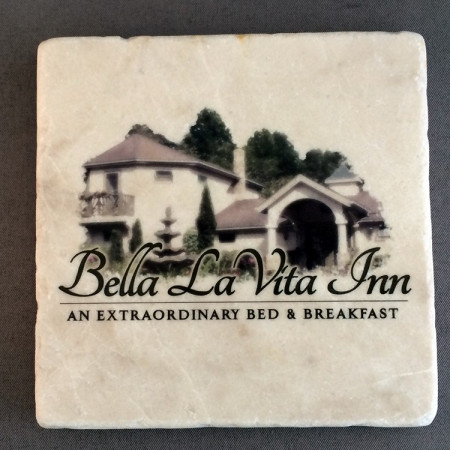 Bella La Vita Inn
AN EXTRAORDINARY BED & BREAKFAST